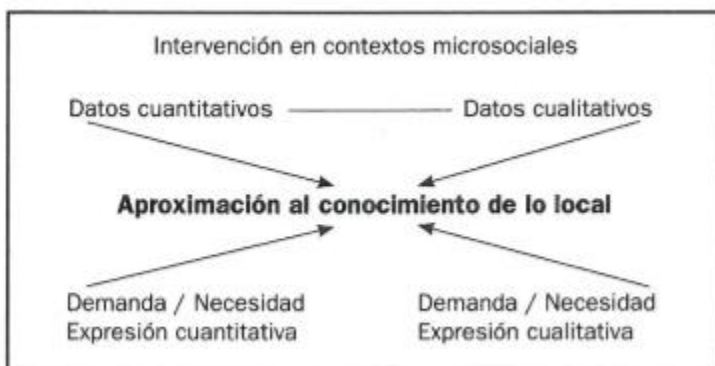 Intervención en contextos microsociales
Datos cuantitativos Datos cualitativos
Aproximación al conocimiento de lo local
Demanda / Necesidad Demanda / Necesidad
Expresión cuantitativa Expresión cualitativa